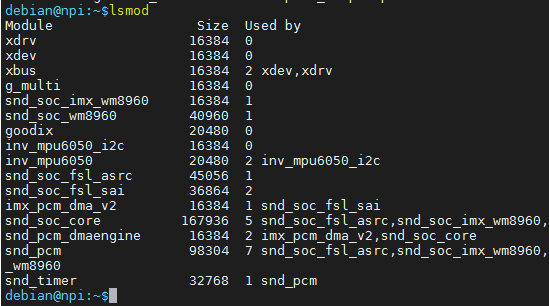 debian@npi:~$lsmod
Module                  Size  Used by
xdrv                   16384  0
xdev                   16384  0
xbus                   16384  2 xdev,xdrv
g_multi                16384  0
snd_soc_imx_wm8960     16384  1
snd_soc_wm8960         40960  1
goodix                 20480  0
inv_mpu6050_i2c        16384  0
inv_mpu6050            20480  2 inv_mpu6050_i2c
snd_soc_fsl_asrc       45056  1
snd_soc_fsl_sai        36864  2
imx_pcm_dma_v2         16384  1 snd_soc_fsl_sai
snd_soc_core          167936  5 snd_soc_fsl_asrc,snd_soc_imx_wm8960,
snd_pcm_dmaengine      16384  2 imx_pcm_dma_v2,snd_soc_core
snd_pcm                98304  7 snd_soc_fsl_asrc,snd_soc_imx_wm8960,
_wm8960
snd_timer              32768  1 snd_pcm
debian@npi:~$